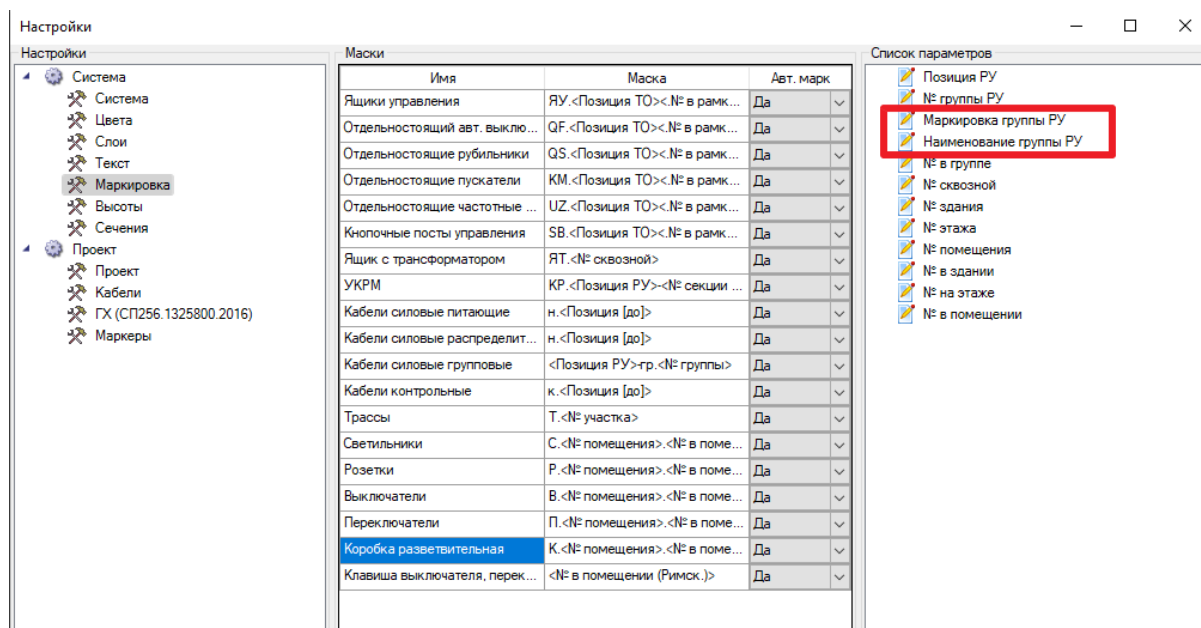 Настройки
Настройки
Система
Система
Цвета
Слои
Текст
Маркировка
Высоты
Сечения
Проект
Проект
Кабели
ГХ (СП256.1325800.2016)
Маркеры
Маски
Имя Маска Авт. марк
Ящики управления ЯУ.<Позиция ТО><.№ в рамк... Да
Отдельностоящий авт. выклю... QF.<Позиция ТО><.№ в рамк... Да
Отдельностоящие рубильники QS.<Позиция ТО><.№ в рамк... Да
Отдельностоящие пускатели KM.<Позиция ТО><.№ в рамк... Да
Отдельностоящие частотные ... UZ.<Позиция ТО><.№ в рамк... Да
Кнопочные посты управления SB.<Позиция ТО><.№ в рамк... Да
Ящик с трансформатором ЯТ.<№ сквозной> Да
УКРМ КР.<Позиция РУ>-<№ секции ... Да
Кабели силовые питающие н.<Позиция [до]> Да
Кабели силовые распределит... н.<Позиция [до]> Да
Кабели силовые групповые <Позиция РУ>-гр.<№ группы> Да
Кабели контрольные к.<Позиция [до]> Да
Трассы Т.<№ участка> Да
Светильники С.<№ помещения>.<№ в поме... Да
Розетки Р.<№ помещения>.<№ в поме... Да
Выключатели В.<№ помещения>.<№ в поме... Да
Переключатели П.<№ помещения>.<№ в поме... Да
Коробка разветвительная К.<№ помещения>.<№ в поме... Да
Клавиша выключателя, перек... <№ в помещении (Римск.)> Да
Список параметров
Позиция РУ
№ группы РУ
Маркировка группы РУ
Наименование группы РУ
№ в группе
№ сквозной
№ здания
№ этажа
№ помещения
№ в здании
№ на этаже
№ в помещении